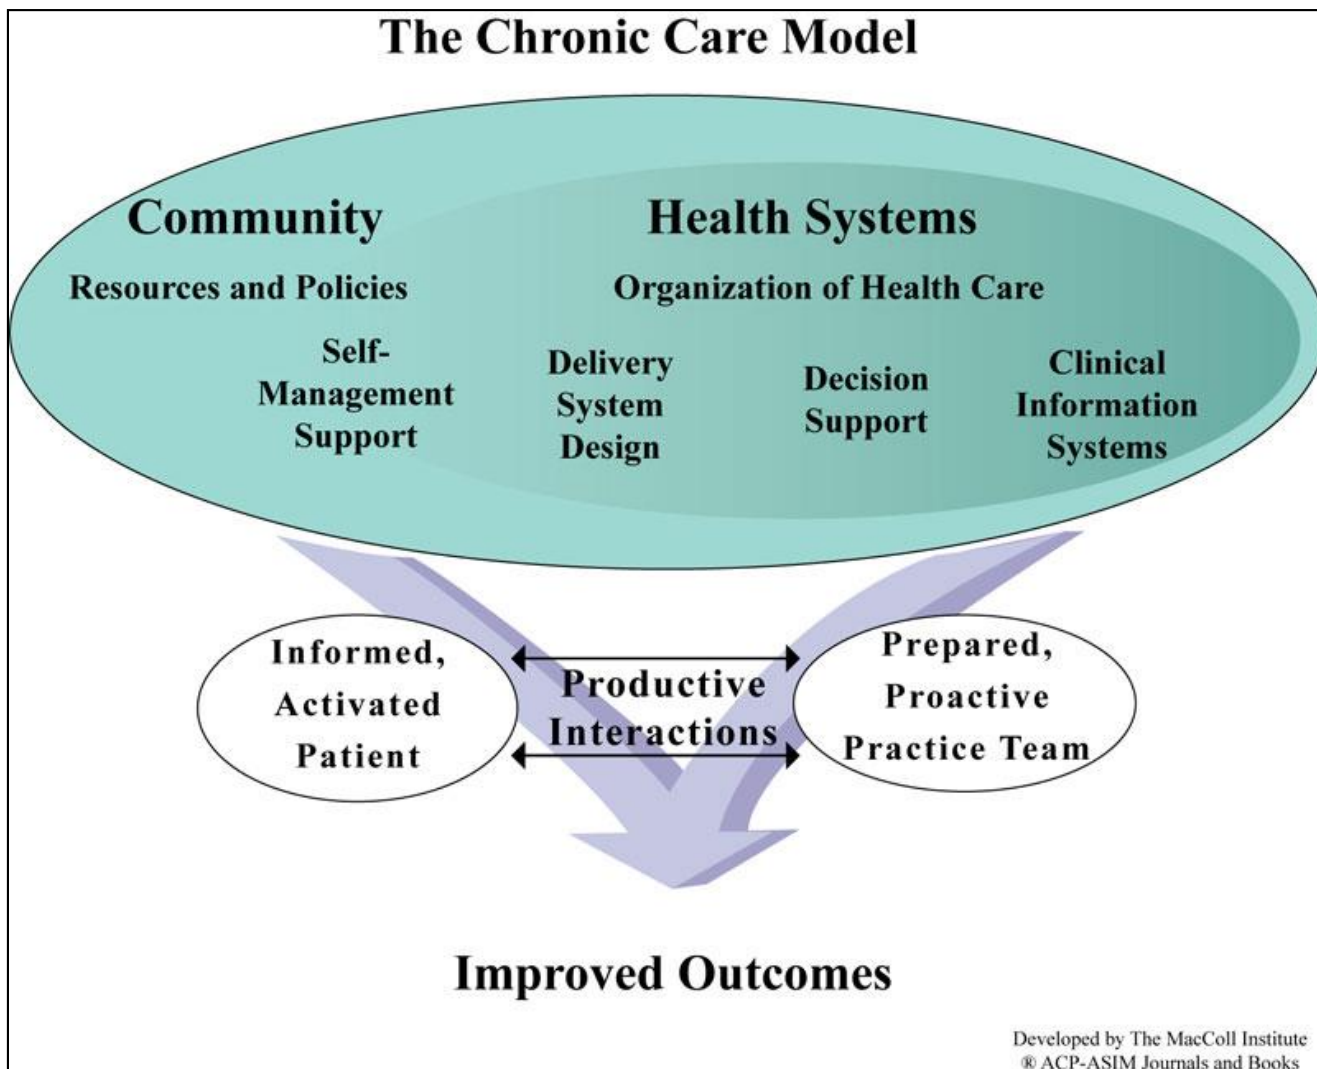 The Chronic Care Model
Community
Health Systems
Resources and Policies
Organization of Health Care
Self-
Management
Support
Delivery
System
Design
Decision
Support
Clinical
Information
Systems
Informed,
Activated
Patient
Productive
Interactions
Prepared,
Proactive
Practice Team
Improved Outcomes
Developed by The MacColl Institute
® ACP-ASIM Journals and Books